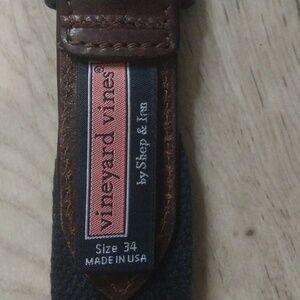 vineyard vines®
by Shep & Ian
Size 34
MADE IN USA